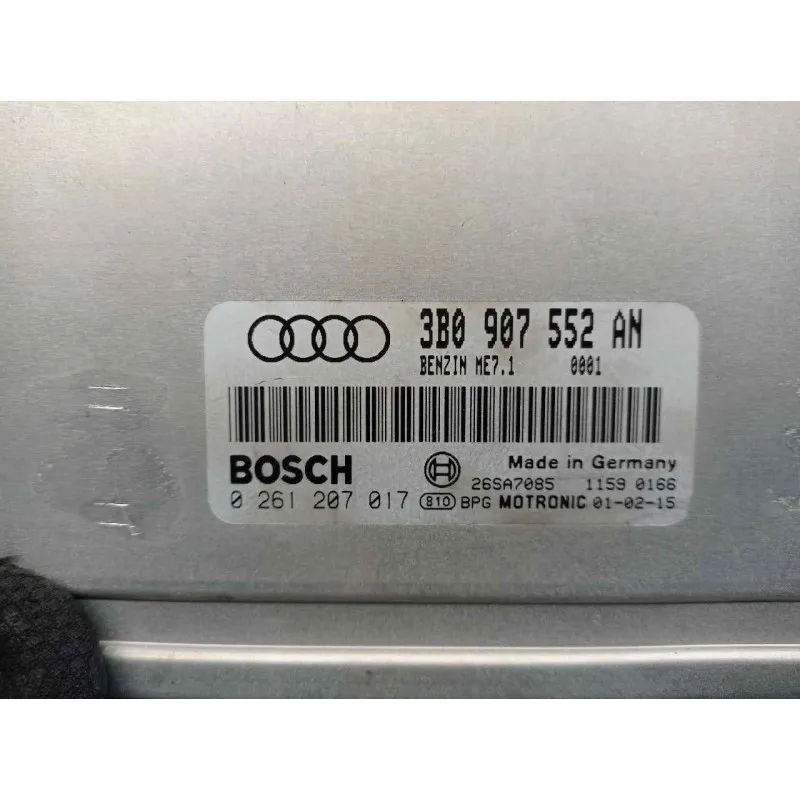 3B0 907 552 AN
BENZIN ME7.1 0001
BOSCH
Made in Germany
26SA7085 1159 0166
0 261 207 017 810 BPG MOTRONIC 01-02-15